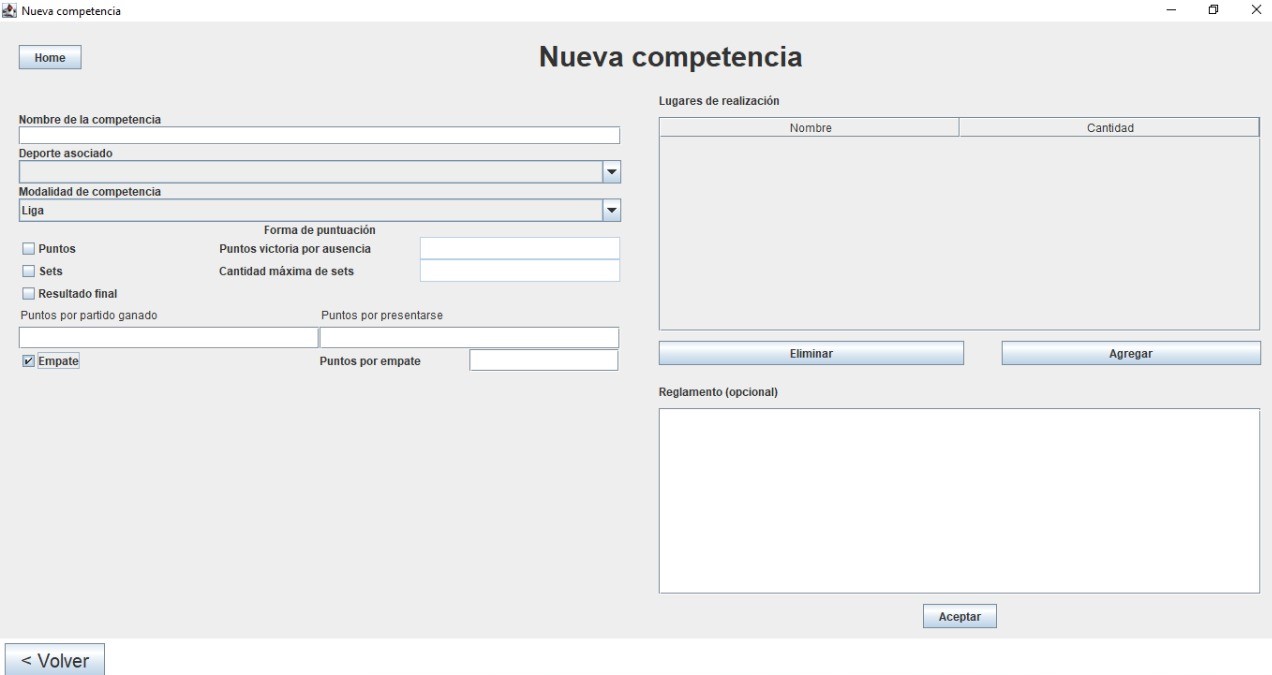 Nueva competencia
Home
Nueva competencia
Nombre de la competencia
Deporte asociado
Modalidad de competencia
Liga
Forma de puntuación
Puntos
Puntos victoria por ausencia
Sets
Cantidad máxima de sets
Resultado final
Puntos por partido ganado
Puntos por presentarse
Empate
Puntos por empate
Lugares de realización
Nombre
Cantidad
Eliminar
Agregar
Reglamento (opcional)
Aceptar
< Volver